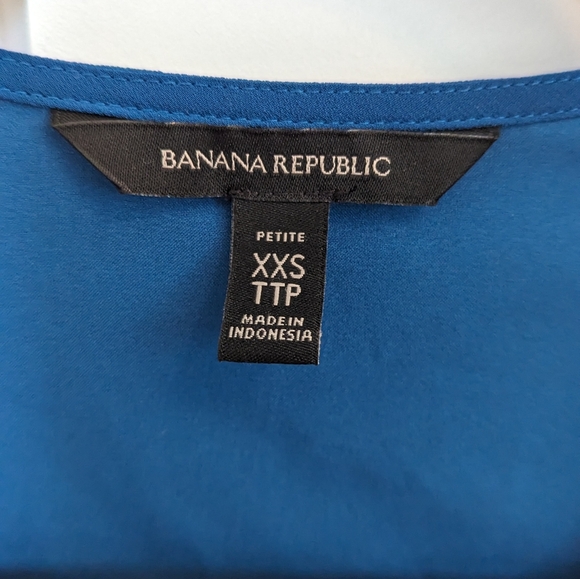 BANANA REPUBLIC
PETITE
XXS
TTP
MADE IN
INDONESIA